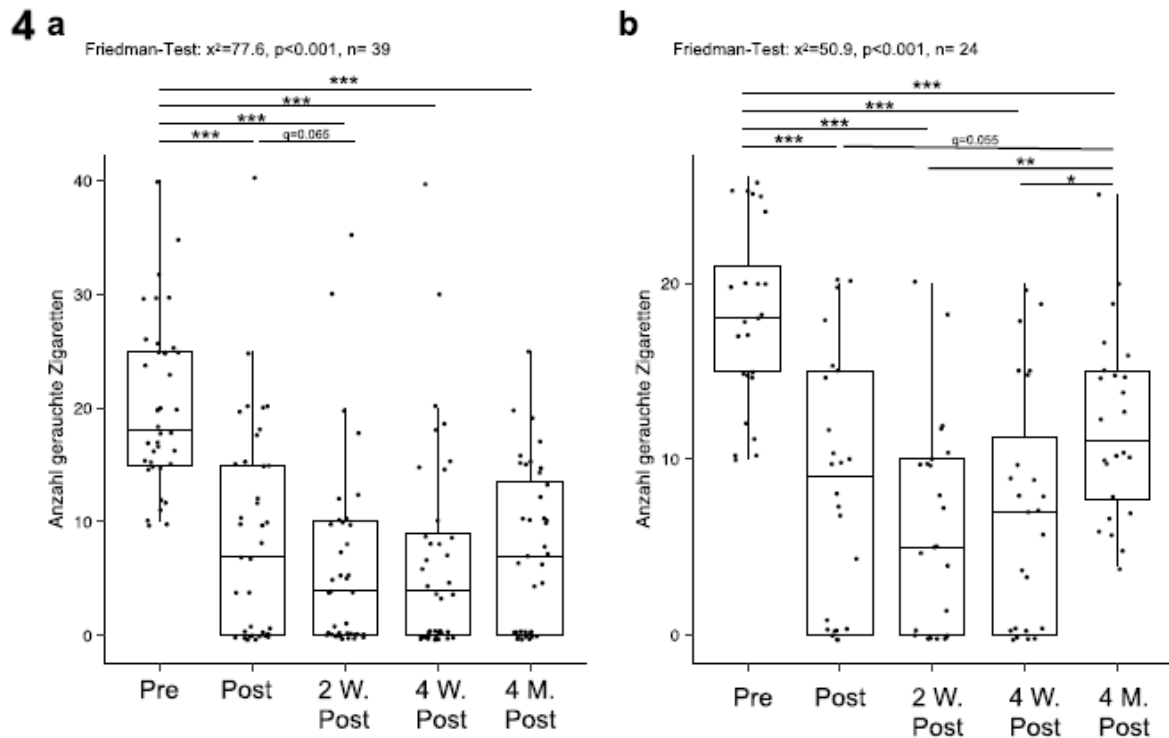 4 a
Friedman-Test: x²=77.6, p<0.001, n= 39
***
***
***
***
q=0.065
Anzahl gerauchte Zigaretten
40
30
20
10
0
Pre
Post
2 W. Post
4 W. Post
4 M. Post
b
Friedman-Test: x²=50.9, p<0.001, n= 24
***
***
***
***
q=0.055
**
*
Anzahl gerauchte Zigaretten
20
10
0
Pre
Post
2 W. Post
4 W. Post
4 M. Post